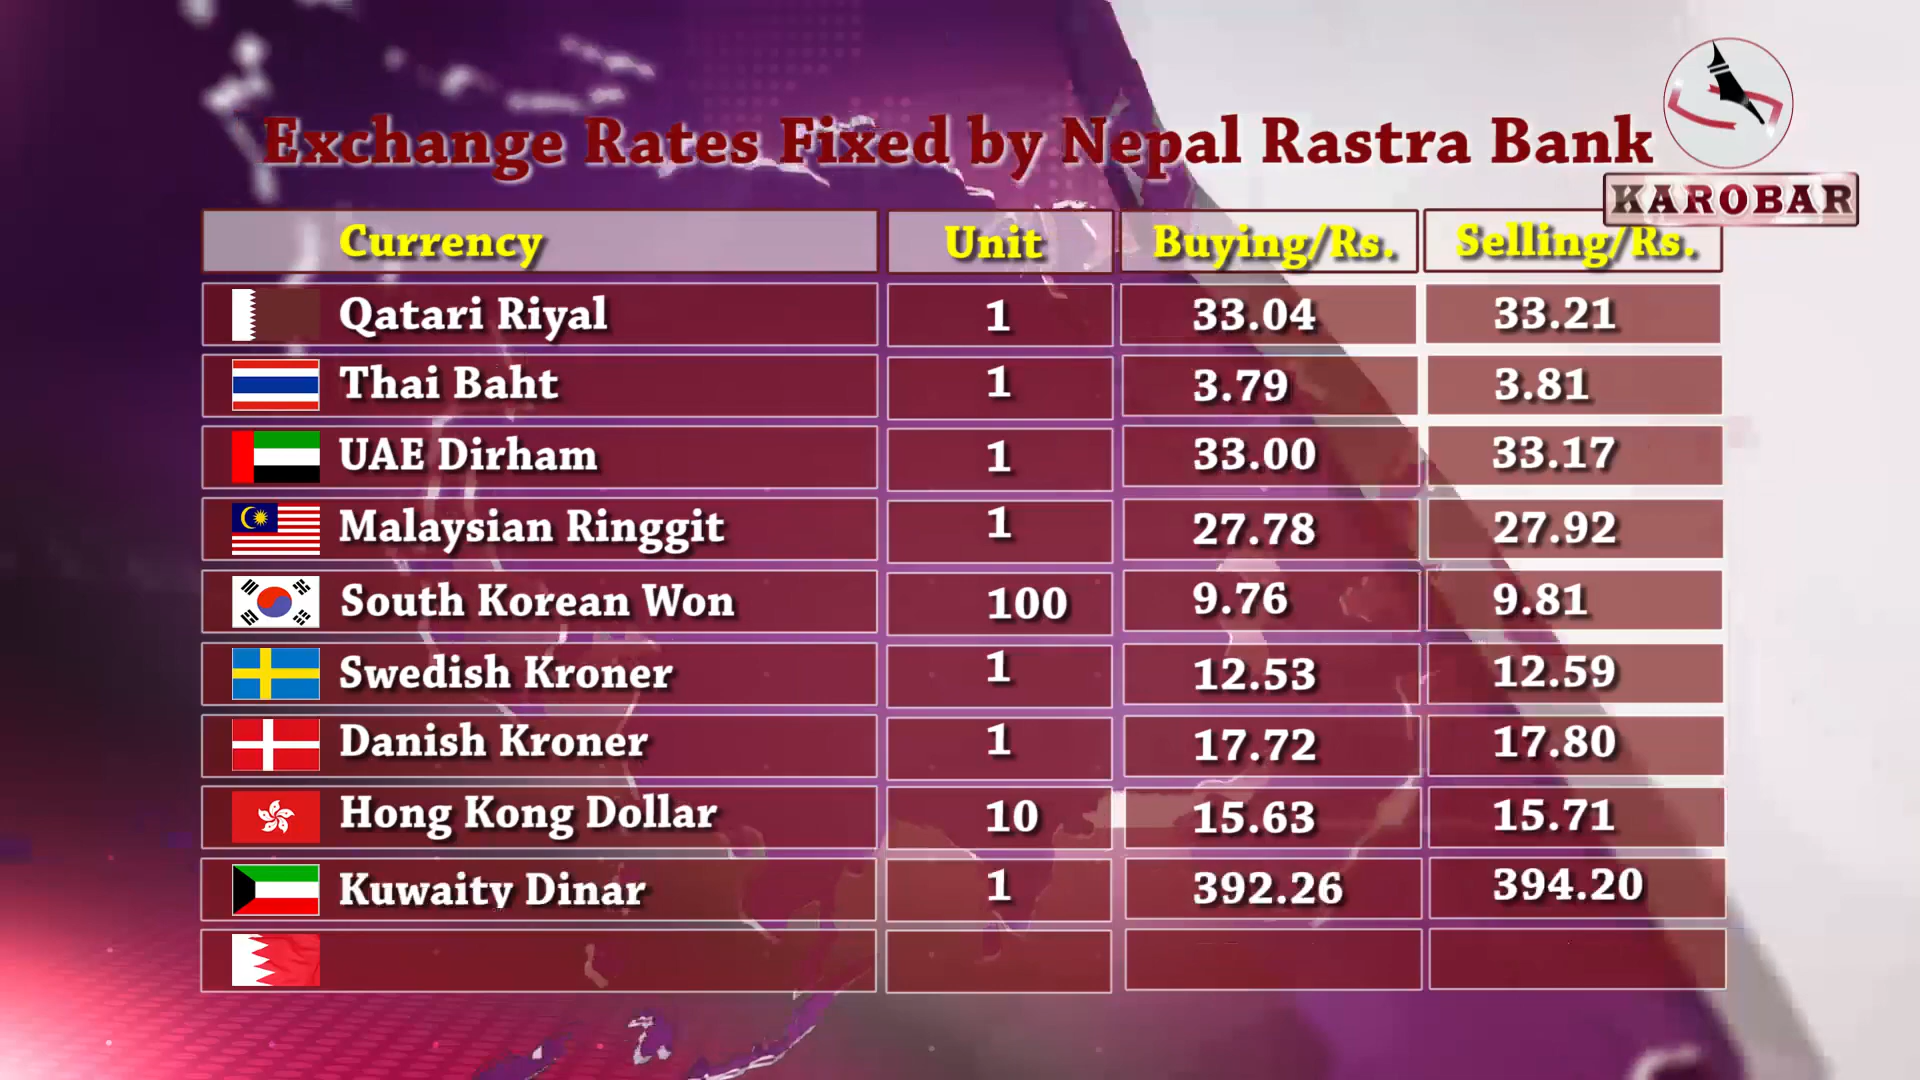 Exchange Rates Fixed by Nepal Rastra Bank
KAROBAR
Currency Unit Buying/Rs. Selling/Rs.
Qatari Riyal 1 33.04 33.21
Thai Baht 1 3.79 3.81
UAE Dirham 1 33.00 33.17
Malaysian Ringgit 1 27.78 27.92
South Korean Won 100 9.76 9.81
Swedish Kroner 1 12.53 12.59
Danish Kroner 1 17.72 17.80
Hong Kong Dollar 10 15.63 15.71
Kuwaity Dinar 1 392.26 394.20